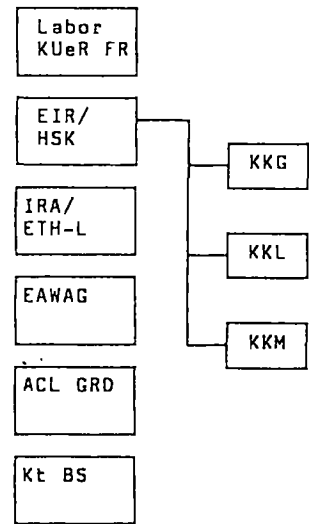 Labor
KUeR FR
EIR/
HSK
KKG
IRA/
ETH-L
KKL
EAWAG
KKM
ACL GRD
Kt BS